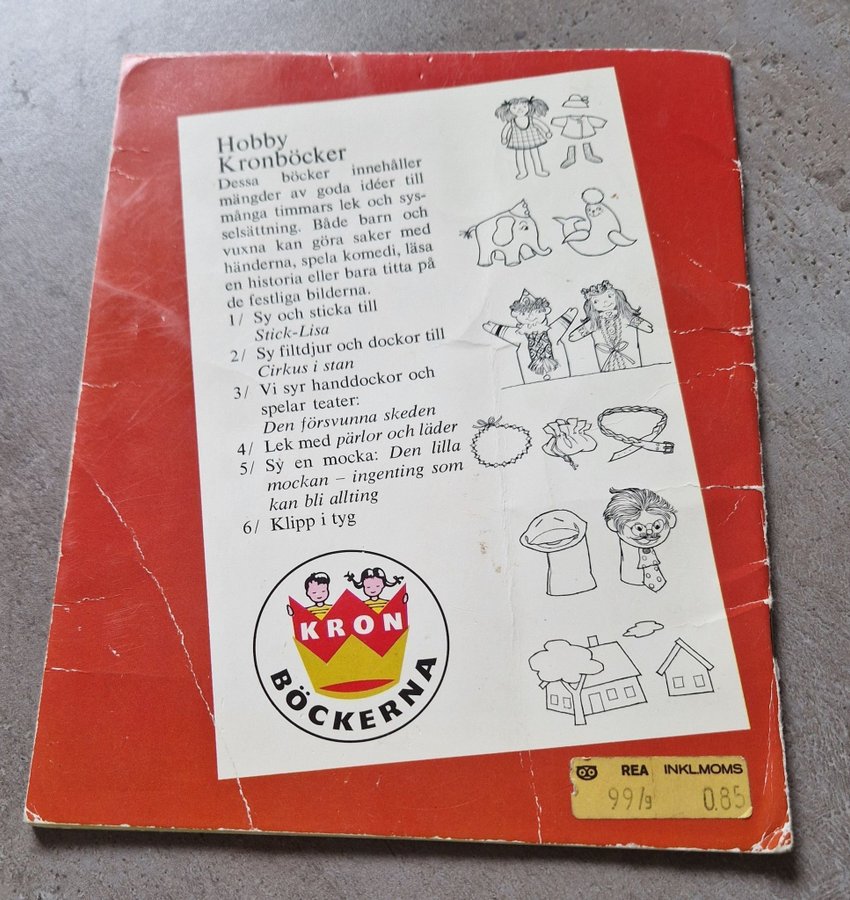 Hobby
Kronböcker
Dessa böcker innehåller
mängder av goda idéer till
många timmars lek och sys-
selsättning. Både barn och
vuxna kan göra saker med
händerna, spela komedi, läsa
en historia eller bara titta på
de festliga bilderna.
1/ Sy och sticka till
Stick-Lisa
2/ Sy filtdjur och dockor till
Cirkus i stan
3/ Vi syr handdockor och
spelar teater:
Den försvunna skeden
4/ Lek med pärlor och läder
5/ Sy en mocka: Den lilla
mockan – ingenting som
kan bli allting
6/ Klipp i tyg
KRON
BÖCKERNA
REA INKL.MOMS
99/9 0.85